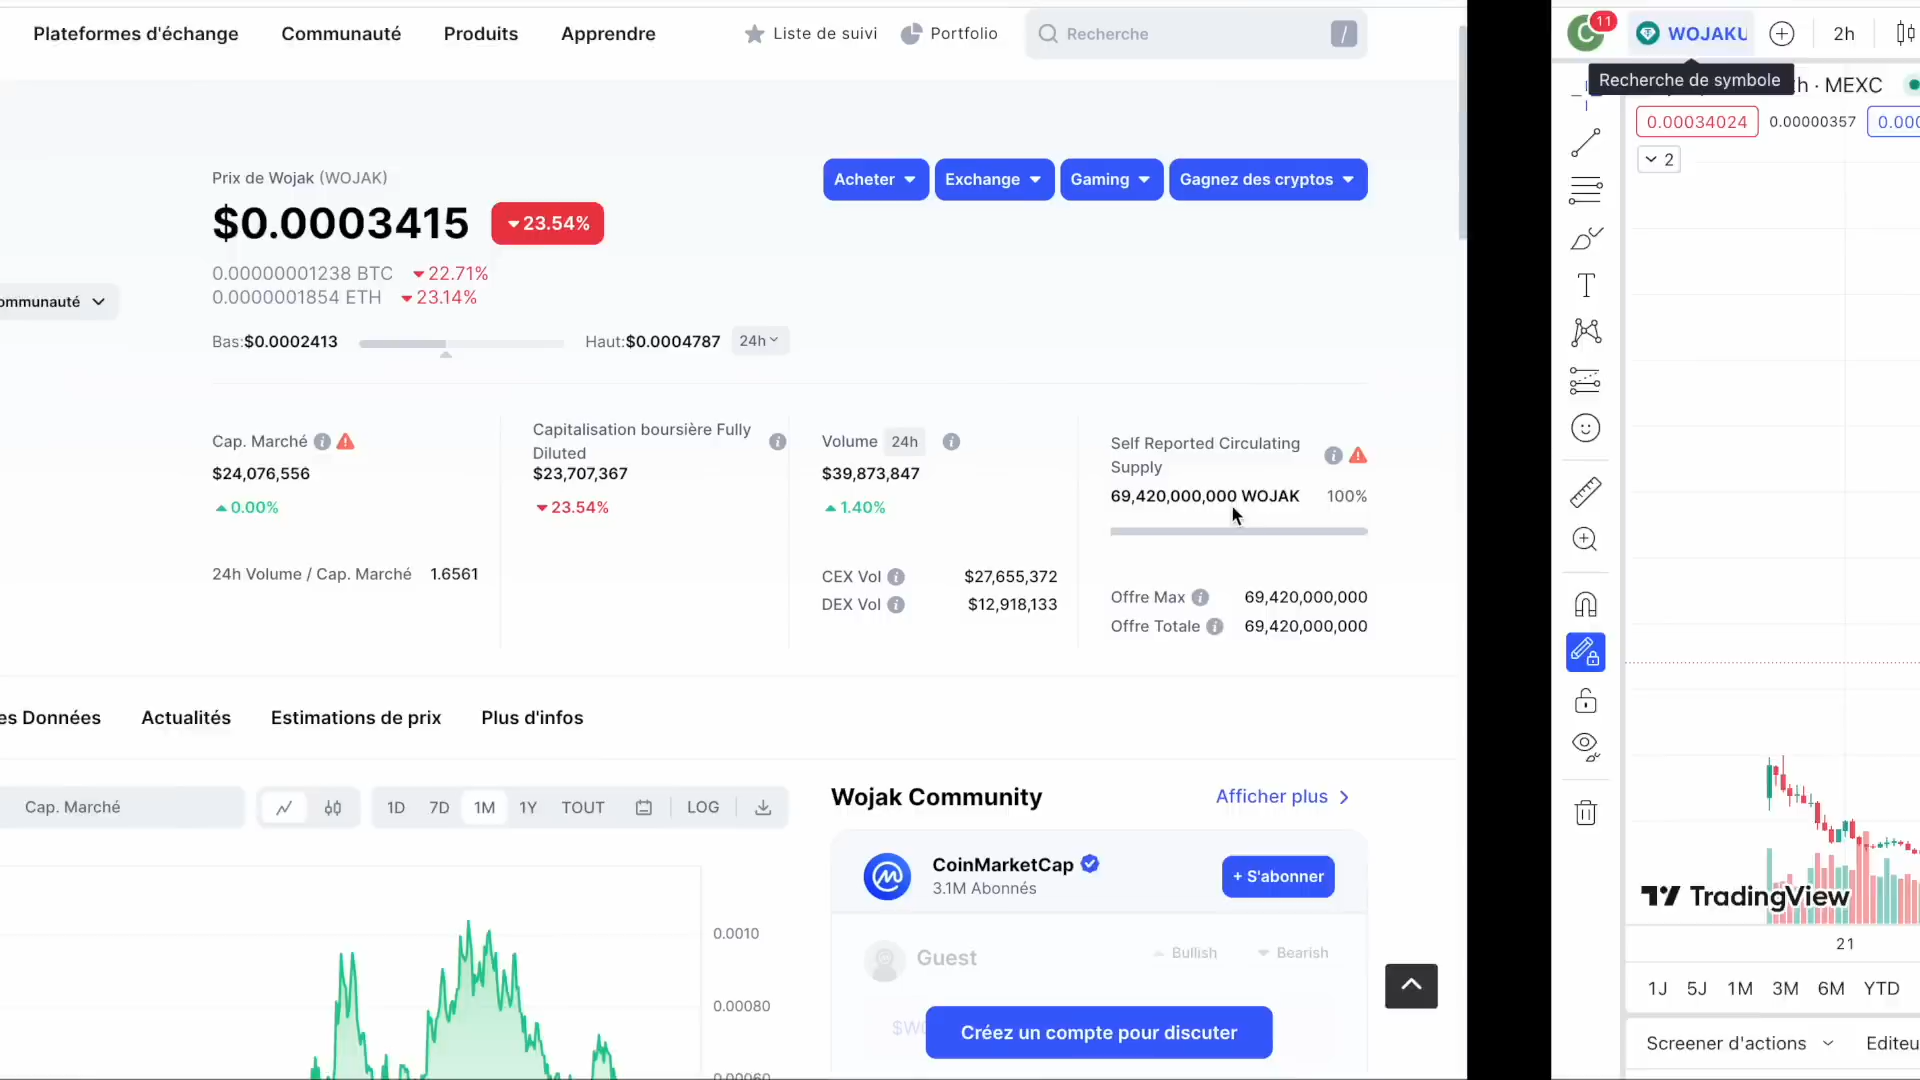 Plateformes d'échange
Communauté
Produits
Apprendre
Liste de suivi
Portfolio
Recherche
/
Prix de Wojak (WOJAK)
$0.0003415
23.54%
0.00000001238 BTC
22.71%
0.0000001854 ETH
23.14%
ommunauté
Bas:$0.0002413
Haut:$0.0004787
24h
Acheter
Exchange
Gaming
Gagnez des cryptos
Cap. Marché
$24,076,556
0.00%
24h Volume / Cap. Marché
1.6561
Capitalisation boursière Fully
Diluted
$23,707,367
23.54%
Volume 24h
$39,873,847
1.40%
CEX Vol
$27,655,372
DEX Vol
$12,918,133
Self Reported Circulating
Supply
69,420,000,000 WOJAK
100%
Offre Max
69,420,000,000
Offre Totale
69,420,000,000
es Données
Actualités
Estimations de prix
Plus d'infos
Cap. Marché
1D
7D
1M
1Y
TOUT
LOG
0.0010
0.00080
0.00060
Wojak Community
Afficher plus
CoinMarketCap
3.1M Abonnés
+ S'abonner
Guest
Bullish
Bearish
Créez un compte pour discuter
C
11
WOJAKU
2h
Recherche de symbole
h · MEXC
0.00034024
0.00000357
0.000
2
TradingView
21
1J
5J
1M
3M
6M
YTD
Screener d'actions
Editeu